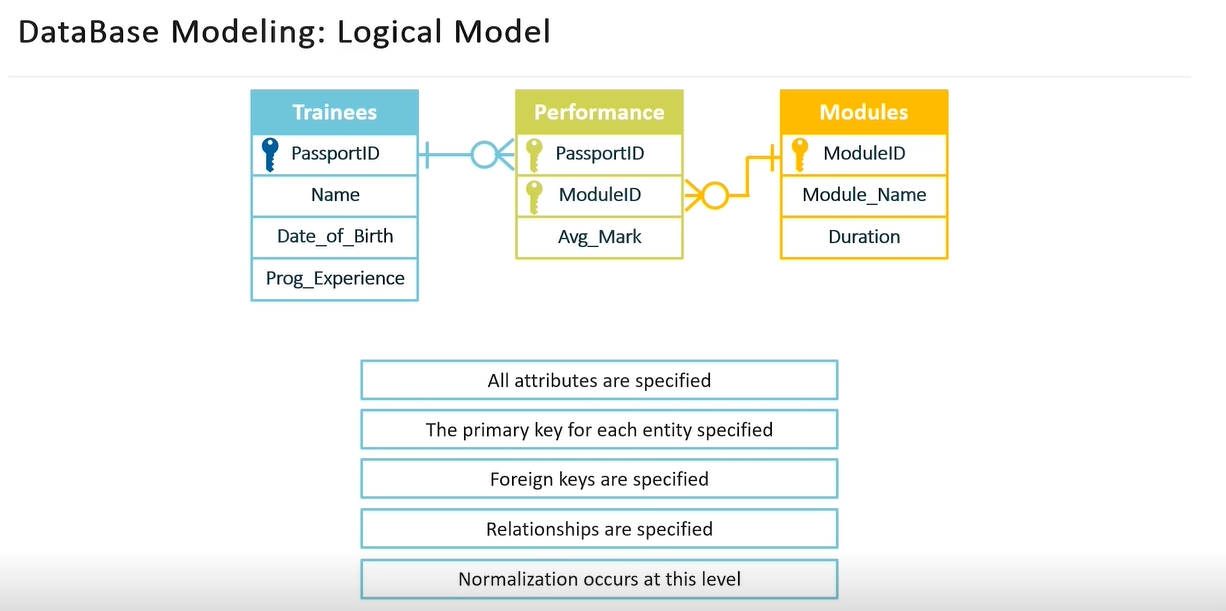 DataBase Modeling: Logical Model
Trainees
PassportID
Name
Date_of_Birth
Prog_Experience
Performance
PassportID
ModuleID
Avg_Mark
Modules
ModuleID
Module_Name
Duration
All attributes are specified
The primary key for each entity specified
Foreign keys are specified
Relationships are specified
Normalization occurs at this level